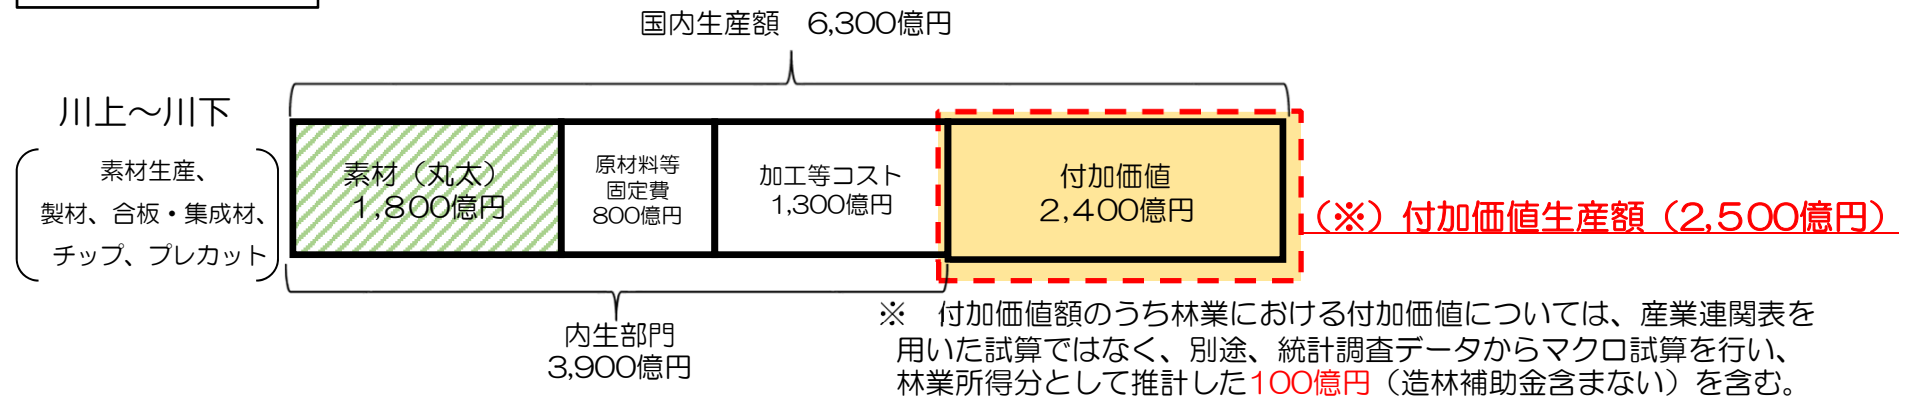 国内生産額　6,300億円
川上～川下
素材生産、
製材、合板・集成材、
チップ、プレカット
素材（丸太）
1,800億円
原材料等
固定費
800億円
加工等コスト
1,300億円
付加価値
2,400億円
（※）付加価値生産額（2,500億円）
内生部門
3,900億円
※　付加価値額のうち林業における付加価値については、産業連関表を
用いた試算ではなく、別途、統計調査データからマクロ試算を行い、
林業所得分として推計した100億円（造林補助金含まない）を含む。